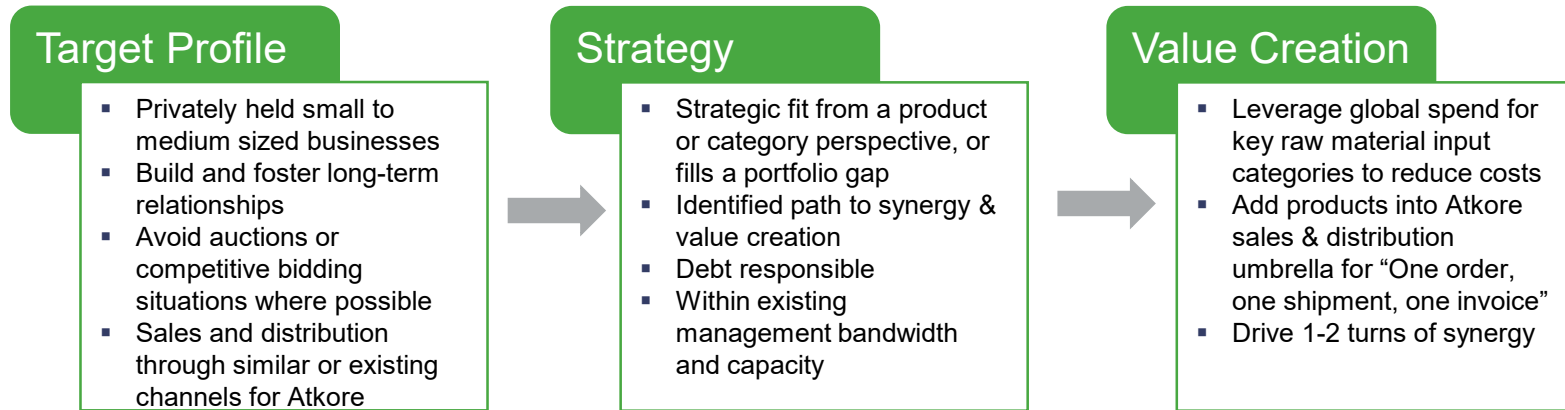 Target Profile
▪ Privately held small to
medium sized businesses
▪ Build and foster long-term
relationships
▪ Avoid auctions or
competitive bidding
situations where possible
▪ Sales and distribution
through similar or existing
channels for Atkore
Strategy
▪ Strategic fit from a product
or category perspective, or
fills a portfolio gap
▪ Identified path to synergy &
value creation
▪ Debt responsible
▪ Within existing
management bandwidth
and capacity
Value Creation
▪ Leverage global spend for
key raw material input
categories to reduce costs
▪ Add products into Atkore
sales & distribution
umbrella for “One order,
one shipment, one invoice”
▪ Drive 1-2 turns of synergy